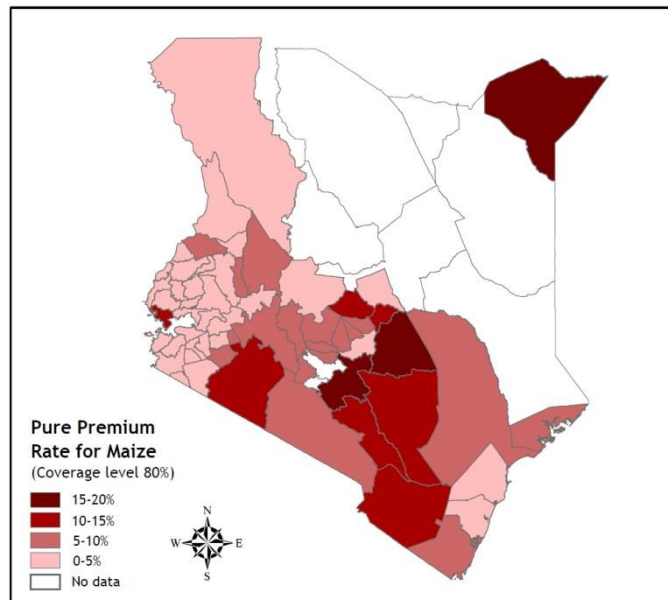 Pure Premium
Rate for Maize
(Coverage level 80%)
15-20%
10-15%
5-10%
0-5%
No data
N
W E
S